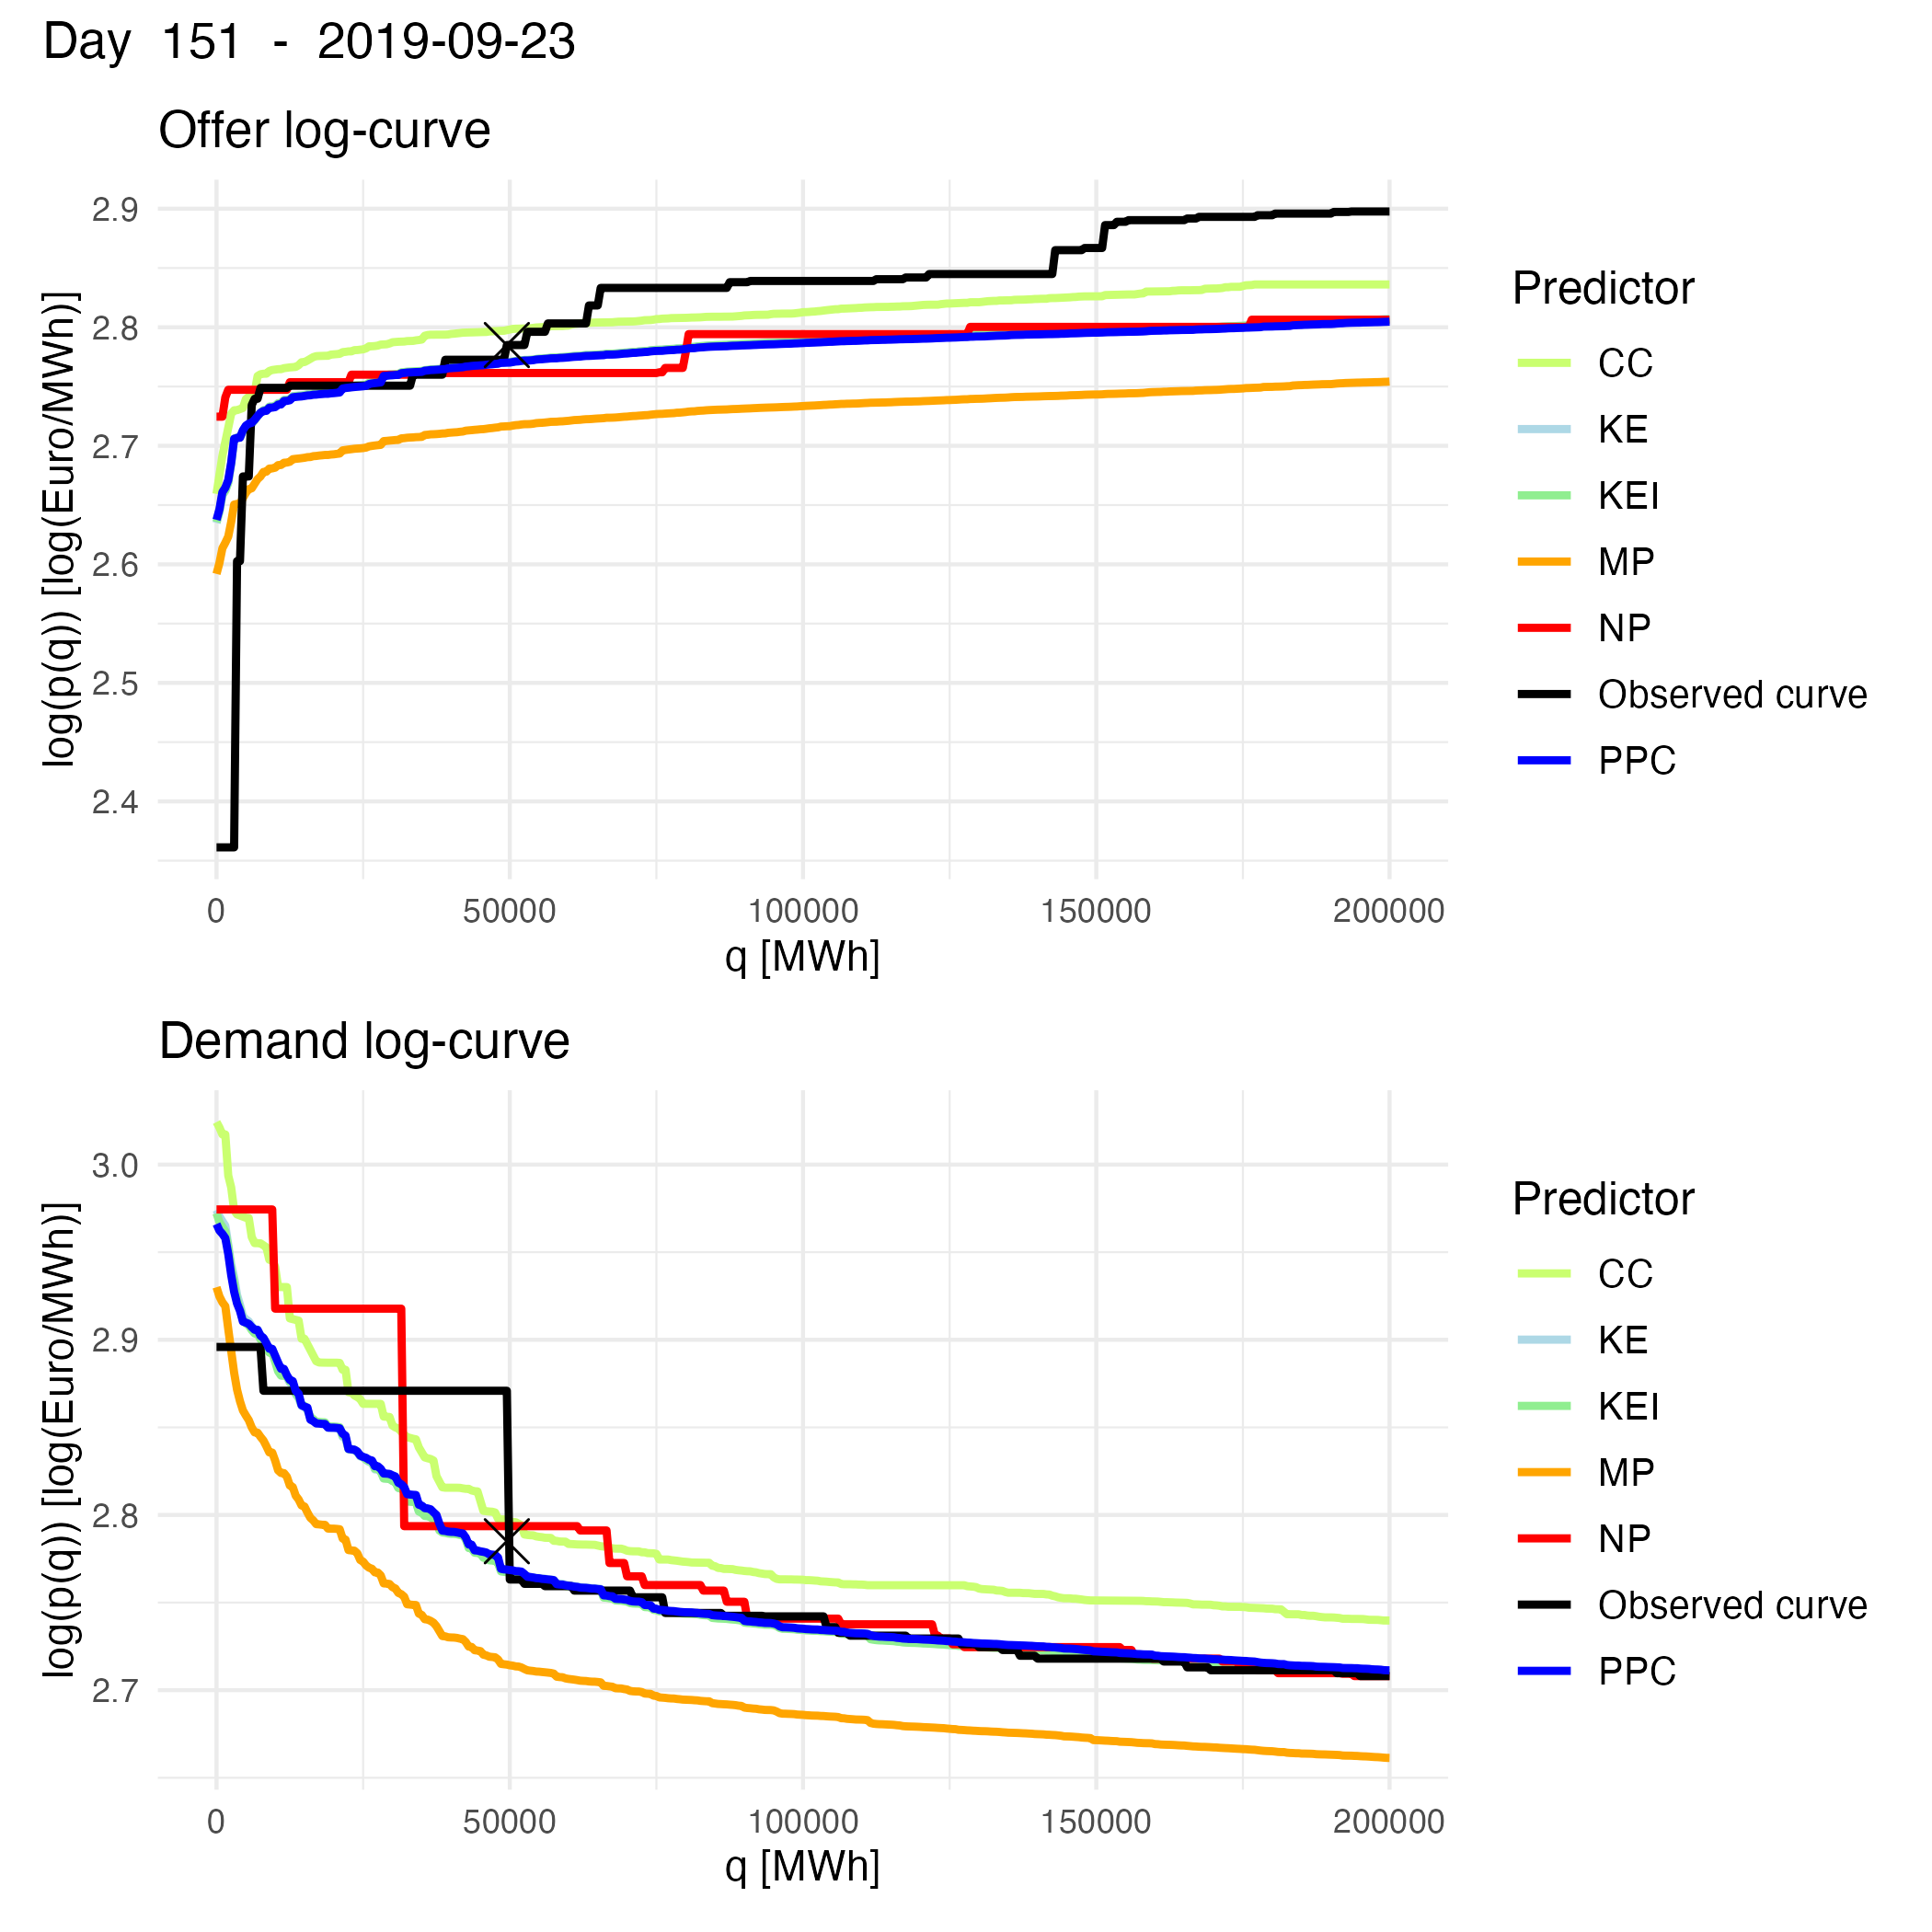 Day 151 - 2019-09-23
Offer log-curve
log(p(q)) [log(Euro/MWh)]
2.9
2.8
2.7
2.6
2.5
2.4
0
50000
100000
150000
200000
q [MWh]
Predictor
CC
KE
KEI
MP
NP
Observed curve
PPC
Demand log-curve
log(p(q)) [log(Euro/MWh)]
3.0
2.9
2.8
2.7
0
50000
100000
150000
200000
q [MWh]
Predictor
CC
KE
KEI
MP
NP
Observed curve
PPC